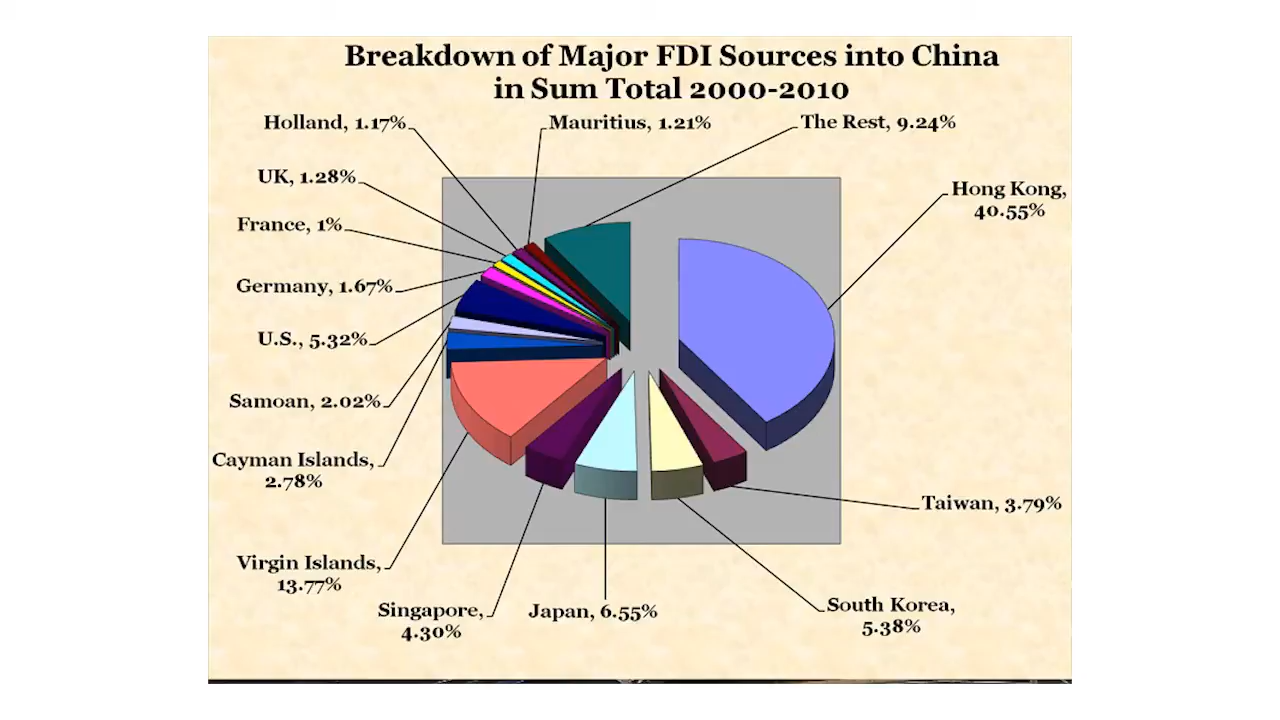 Breakdown of Major FDI Sources into China
in Sum Total 2000-2010
Holland, 1.17%
Mauritius, 1.21%
The Rest, 9.24%
UK, 1.28%
Hong Kong,
40.55%
France, 1%
Germany, 1.67%
U.S., 5.32%
Samoan, 2.02%
Cayman Islands,
2.78%
Taiwan, 3.79%
Virgin Islands,
13.77%
Singapore,
4.30%
Japan, 6.55%
South Korea,
5.38%